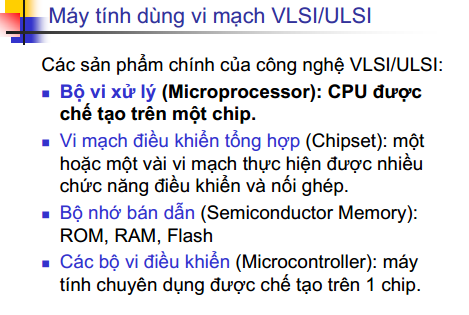 Máy tính dùng vi mạch VLSI/ULSI
Các sản phẩm chính của công nghệ VLSI/ULSI:
Bộ vi xử lý (Microprocessor): CPU được
chế tạo trên một chip.
Vi mạch điều khiển tổng hợp (Chipset): một
hoặc một vài vi mạch thực hiện được nhiều
chức năng điều khiển và nối ghép.
Bộ nhớ bán dẫn (Semiconductor Memory):
ROM, RAM, Flash
Các bộ vi điều khiển (Microcontroller): máy
tính chuyên dụng được chế tạo trên 1 chip.